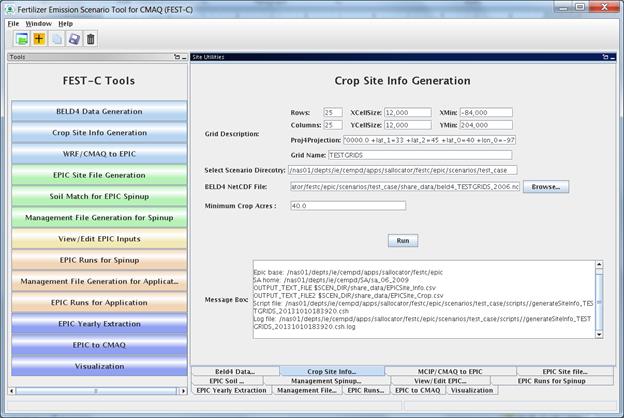 Fertilizer Emission Scenario Tool for CMAQ (FEST-C)
File Window Help
Tools
FEST-C Tools
BELD4 Data Generation
Crop Site Info Generation
WRF/CMAQ to EPIC
EPIC Site File Generation
Soil Match for EPIC Spinup
Management File Generation for Spinup
View/Edit EPIC Inputs
EPIC Runs for Spinup
Management File Generation for Applicat...
EPIC Runs for Application
EPIC Yearly Extraction
EPIC to CMAQ
Visualization
Site Utilities
Crop Site Info Generation
Grid Description:
Rows: 25 XCellSize: 12,000 XMin: -84,000
Columns: 25 YCellSize: 12,000 YMin: 204,000
Proj4Projection: "0000.0 +lat_1=33 +lat_2=45 +lat_0=40 +lon_0=-97
Grid Name: TESTGRIDS
Select Scenario Direcotry: /nas01/depts/ie/cempd/apps/sallocator/festc/epic/scenarios/test_case
BELD4 NetCDF File: ator/festc/epic/scenarios/test_case/share_data/beld4_TESTGRIDS_2006.nc Browse...
Minimum Crop Acres : 40.0
Run
Message Box:
Epic base: /nas01/depts/ie/cempd/apps/sallocator/festc/epic
SA home: /nas01/depts/ie/cempd/SA/sa_06_2009
OUTPUT_TEXT_FILE $SCEN_DIR/share_data/EPICSite_Info.csv
OUTPUT_TEXT_FILE2 $SCEN_DIR/share_data/EPICSite_Crop.csv
Script file: /nas01/depts/ie/cempd/apps/sallocator/festc/epic/scenarios/test_case/scripts//generateSiteInfo_TES
TGRIDS_20131010183920.csh
Log file: /nas01/depts/ie/cempd/apps/sallocator/festc/epic/scenarios/test_case/scripts//generateSiteInfo_TEST
GRIDS_20131010183920.csh.log
Beld4 Data... Crop Site Info... MCIP/CMAQ to EPIC EPIC Site file...
EPIC Soil ... Management Spinup... View/Edit EPIC... EPIC Runs for Spinup
EPIC Yearly Extraction Management File... EPIC Runs... EPIC to CMAQ Visualization